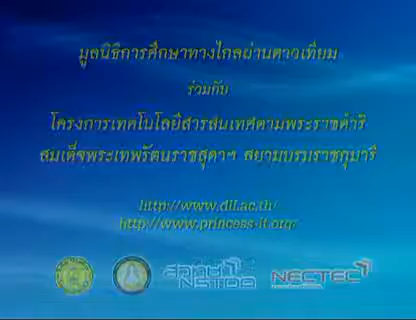 มูลนิธิการศึกษาทางไกลผ่านดาวเทียม
ร่วมกับ
โครงการเทคโนโลยีสารสนเทศตามพระราชดำริ
สมเด็จพระเทพรัตนราชสุดาฯ สยามบรมราชกุมารี
http://www.dlf.ac.th/
http://www.princess-it.org/
สวทช
NSTDA
NECTEC